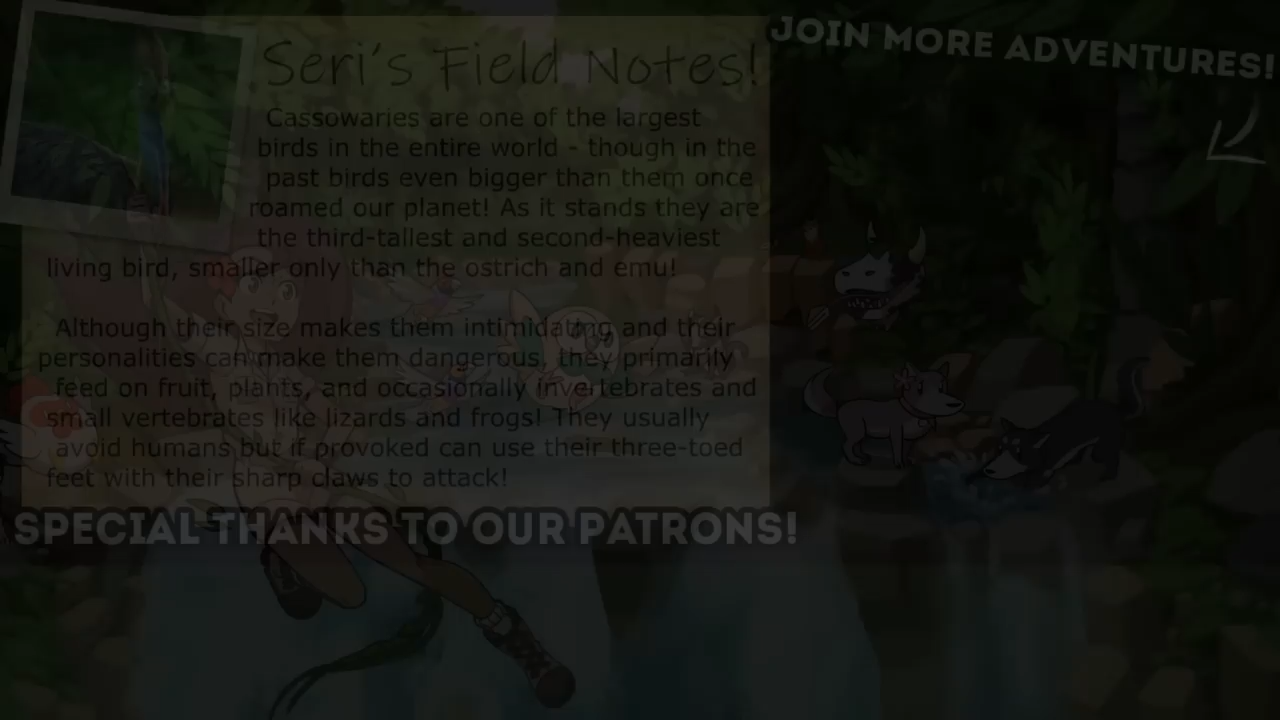 Seri's Field Notes!
JOIN MORE ADVENTURES!
Cassowaries are one of the largest
birds in the entire world - though in the
past birds even bigger than them once
roamed our planet! As it stands they are
the third-tallest and second-heaviest
living bird, smaller only than the ostrich and emu!
Although their size makes them intimidating and their
personalities can make them dangerous, they primarily
feed on fruit, plants, and occasionally invertebrates and
small vertebrates like lizards and frogs! They usually
avoid humans but if provoked can use their three-toed
feet with their sharp claws to attack!
SPECIAL THANKS TO OUR PATRONS!